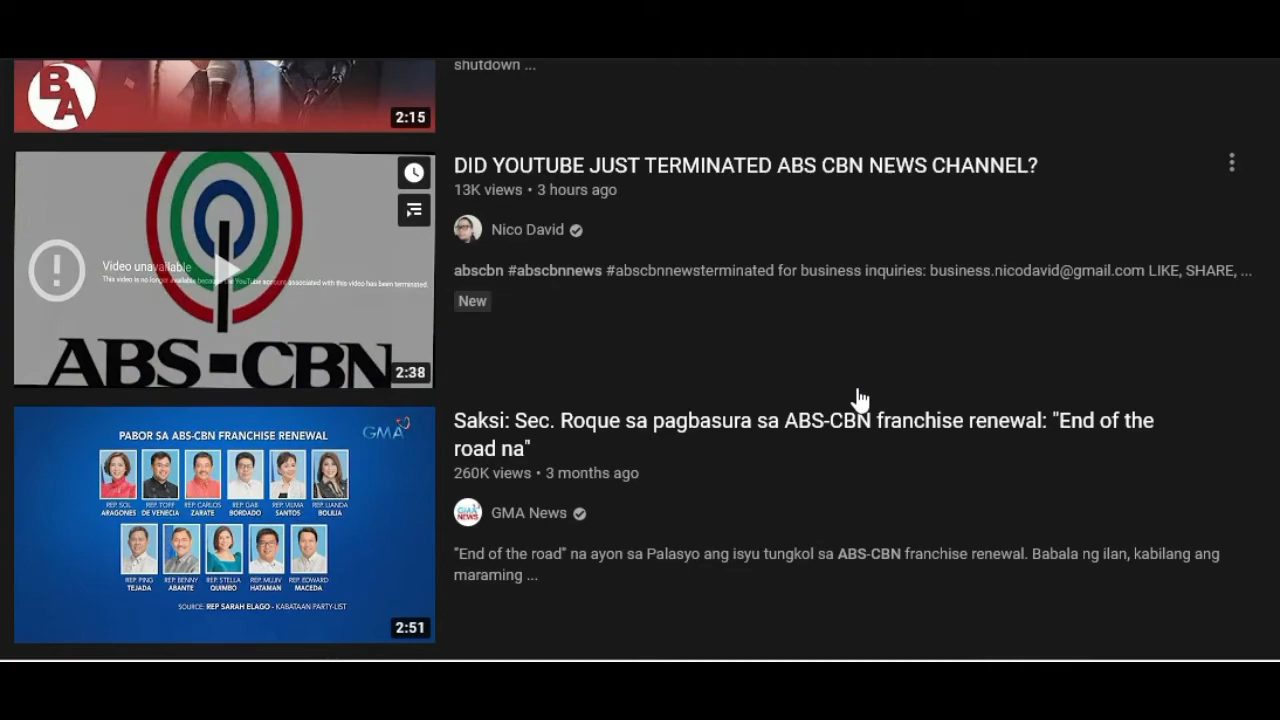 shutdown ...
BA
2:15
DID YOUTUBE JUST TERMINATED ABS CBN NEWS CHANNEL?
13K views • 3 hours ago
Nico David
Video unavailable
This video is no longer available because the YouTube account associated with this video has been terminated
abscbn #abscbnnews #abscbnnewsterminated for business inquiries: business.nicodavid@gmail.com LIKE, SHARE, ...
New
ABS-CBN
2:38
Saksi: Sec. Roque sa pagbasura sa ABS-CBN franchise renewal: "End of the
road na"
260K views • 3 months ago
GMA News
"End of the road" na ayon sa Palasyo ang isyu tungkol sa ABS-CBN franchise renewal. Babala ng ilan, kabilang ang
maraming ...
GMA
PABOR SA ABS-CBN FRANCHISE RENEWAL
REP. SOL ARAGONES
REP. TOFF DE VENECIA
REP. CARLOS ZARATE
REP. GAB BORDADO
REP. VILMA SANTOS
REP. LIANDA BOLILIA
REP. PING TEJADA
REP. BENNY ABANTE
REP. STELLA QUIMBO
REP. MUJIV HATAMAN
REP. EDWARD MACEDA
SOURCE: REP SARAH ELAGO - KABATAAN PARTY-LIST
2:51